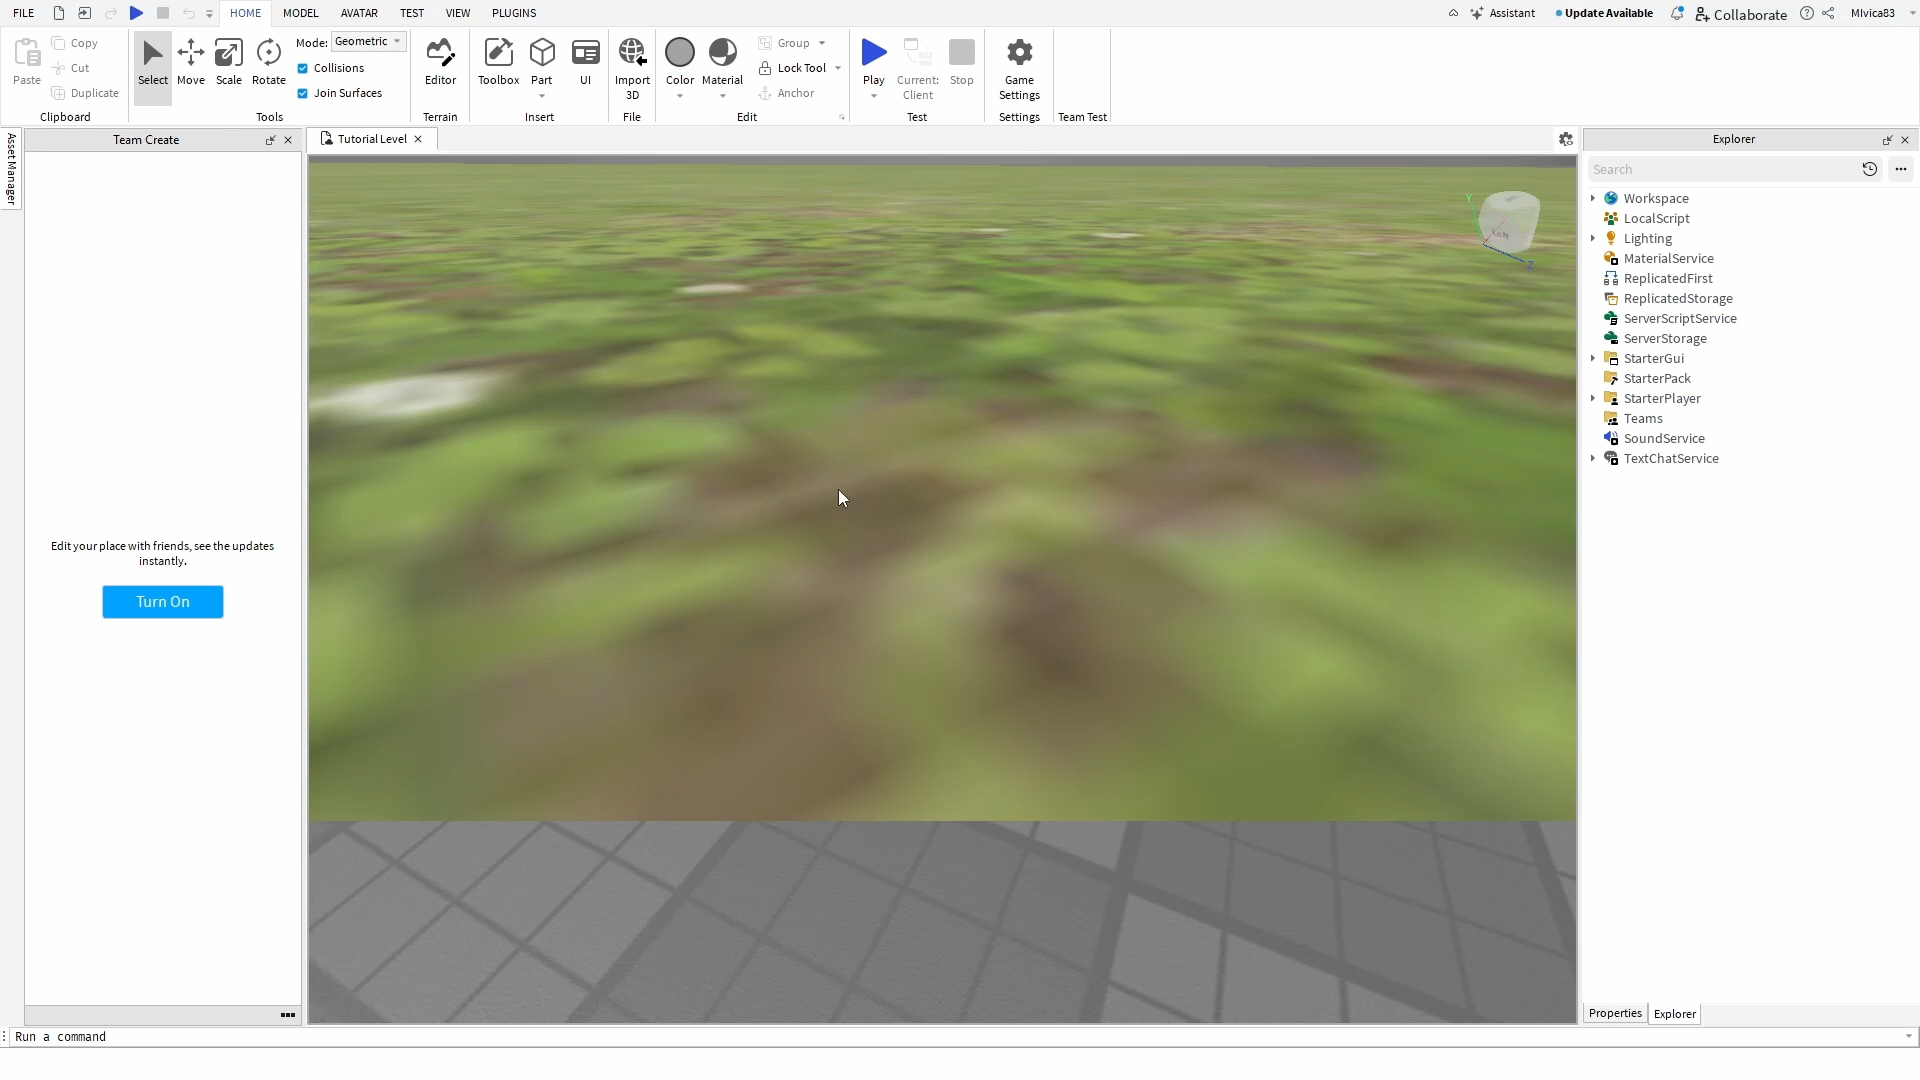 FILE
HOME
MODEL
AVATAR
TEST
VIEW
PLUGINS
Assistant
Update Available
Collaborate
MIvica83
Paste
Copy
Cut
Duplicate
Clipboard
Select
Move
Scale
Rotate
Mode: Geometric
Collisions
Join Surfaces
Tools
Editor
Terrain
Toolbox
Part
UI
Insert
Import
3D
File
Color
Material
Group
Lock Tool
Anchor
Edit
Play
Current:
Client
Stop
Test
Game
Settings
Settings
Team Test
Asset Manager
Team Create
Edit your place with friends, see the updates
instantly.
Turn On
Tutorial Level
Left
Y
Z
Explorer
Search
Workspace
LocalScript
Lighting
MaterialService
ReplicatedFirst
ReplicatedStorage
ServerScriptService
ServerStorage
StarterGui
StarterPack
StarterPlayer
Teams
SoundService
TextChatService
Properties
Explorer
Run a command